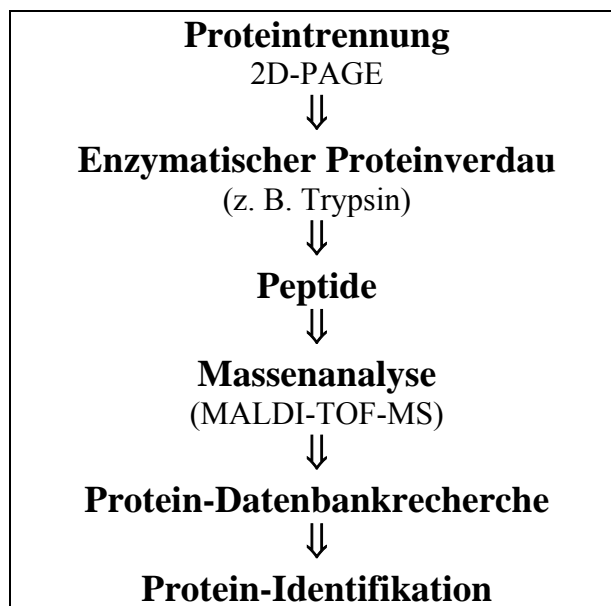 Proteintrennung
2D-PAGE
⇓
Enzymatischer Proteinverdau
(z. B. Trypsin)
⇓
Peptide
⇓
Massenanalyse
(MALDI-TOF-MS)
⇓
Protein-Datenbankrecherche
⇓
Protein-Identifikation